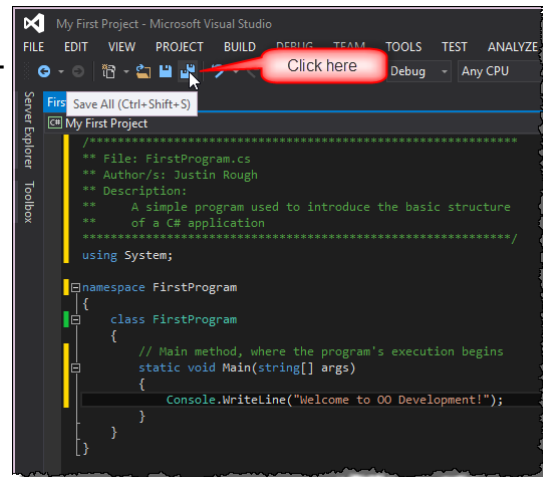 My First Project - Microsoft Visual Studio
FILE EDIT VIEW PROJECT BUILD DEBUG TEAM TOOLS TEST ANALYZE
Click here
Debug
Any CPU
Firs
Save All (Ctrl+Shift+S)
C# My First Project
Server Explorer
Toolbox
/******************************************************************
** File: FirstProgram.cs
** Author/s: Justin Rough
** Description:
**     A simple program used to introduce the basic structure
**     of a C# application
******************************************************************/
using System;
namespace FirstProgram
{
class FirstProgram
{
// Main method, where the program's execution begins
static void Main(string[] args)
{
Console.WriteLine("Welcome to OO Development!");
}
}
}